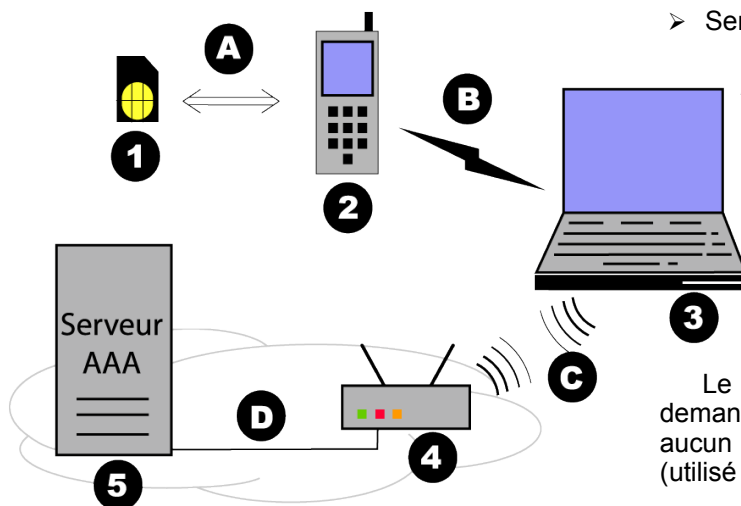 ➢ Ser
A
B
1
2
3
Serveur
AAA
C
D
Le
deman
aucun
(utilisé
4
5